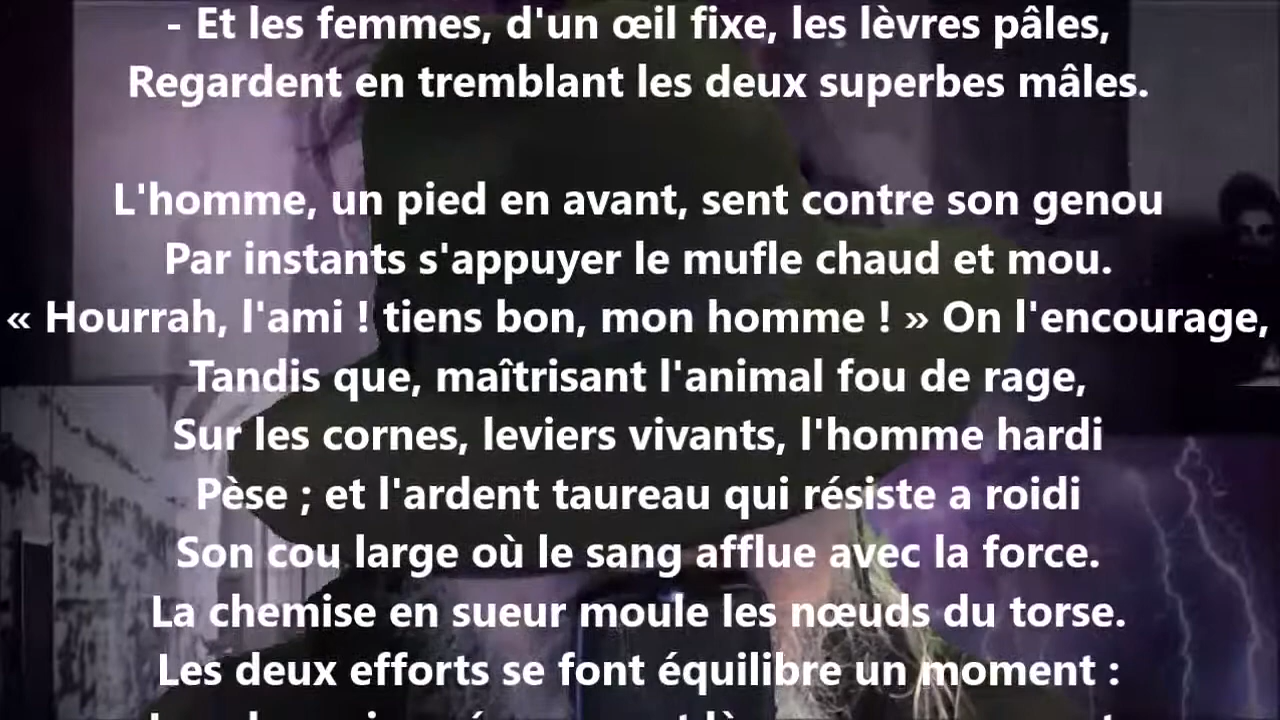 - Et les femmes, d'un œil fixe, les lèvres pâles,
Regardent en tremblant les deux superbes mâles.
L'homme, un pied en avant, sent contre son genou
Par instants s'appuyer le mufle chaud et mou.
« Hourrah, l'ami ! tiens bon, mon homme ! » On l'encourage,
Tandis que, maîtrisant l'animal fou de rage,
Sur les cornes, leviers vivants, l'homme hardi
Pèse ; et l'ardent taureau qui résiste a roidi
Son cou large où le sang afflue avec la force.
La chemise en sueur moule les nœuds du torse.
Les deux efforts se font équilibre un moment :